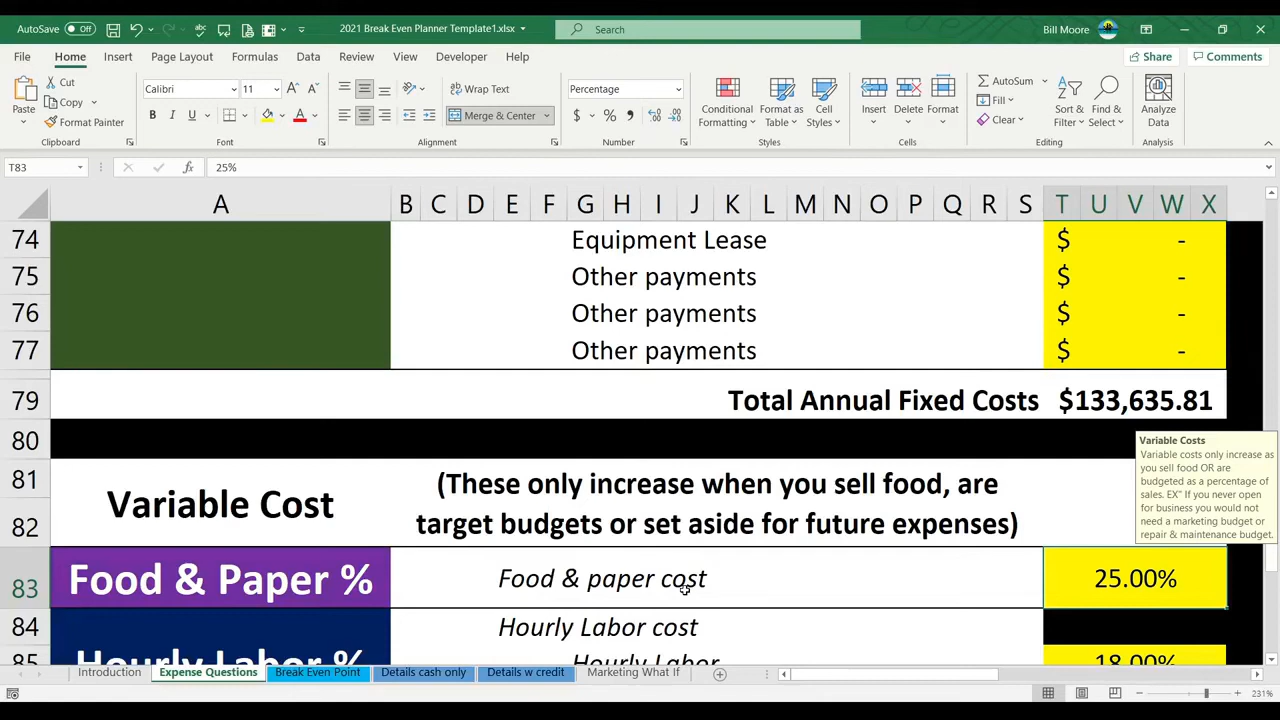 AutoSave Off
2021 Break Even Planner Template1.xlsx
Search
Bill Moore
File Home Insert Page Layout Formulas Data Review View Developer Help
Share Comments
Paste
Cut
Copy
Format Painter
Clipboard
Calibri 11
B I U
Font
Wrap Text
Merge & Center
Alignment
Percentage
$ % ,
Number
Conditional Formatting
Format as Table
Cell Styles
Styles
Insert Delete Format
Cells
AutoSum
Fill
Clear
Sort & Filter
Find & Select
Editing
Analyze Data
Analysis
T83 fx 25%
A B C D E F G H I J K L M N O P Q R S T U V W X
74 Equipment Lease $ -
75 Other payments $ -
76 Other payments $ -
77 Other payments $ -
79 Total Annual Fixed Costs $133,635.81
80
81 (These only increase when you sell food, are
Variable Cost
82 target budgets or set aside for future expenses)
Variable Costs
Variable costs only increase as
you sell food OR are
budgeted as a percentage of
sales. EX" If you never open
for business you would not
need a marketing budget or
repair & maintenance budget.
83 Food & Paper % Food & paper cost 25.00%
84 Hourly Labor cost
85 Hourly Labor % Hourly Labor 18.00%
Introduction Expense Questions Break Even Point Details cash only Details w credit Marketing What If
231%